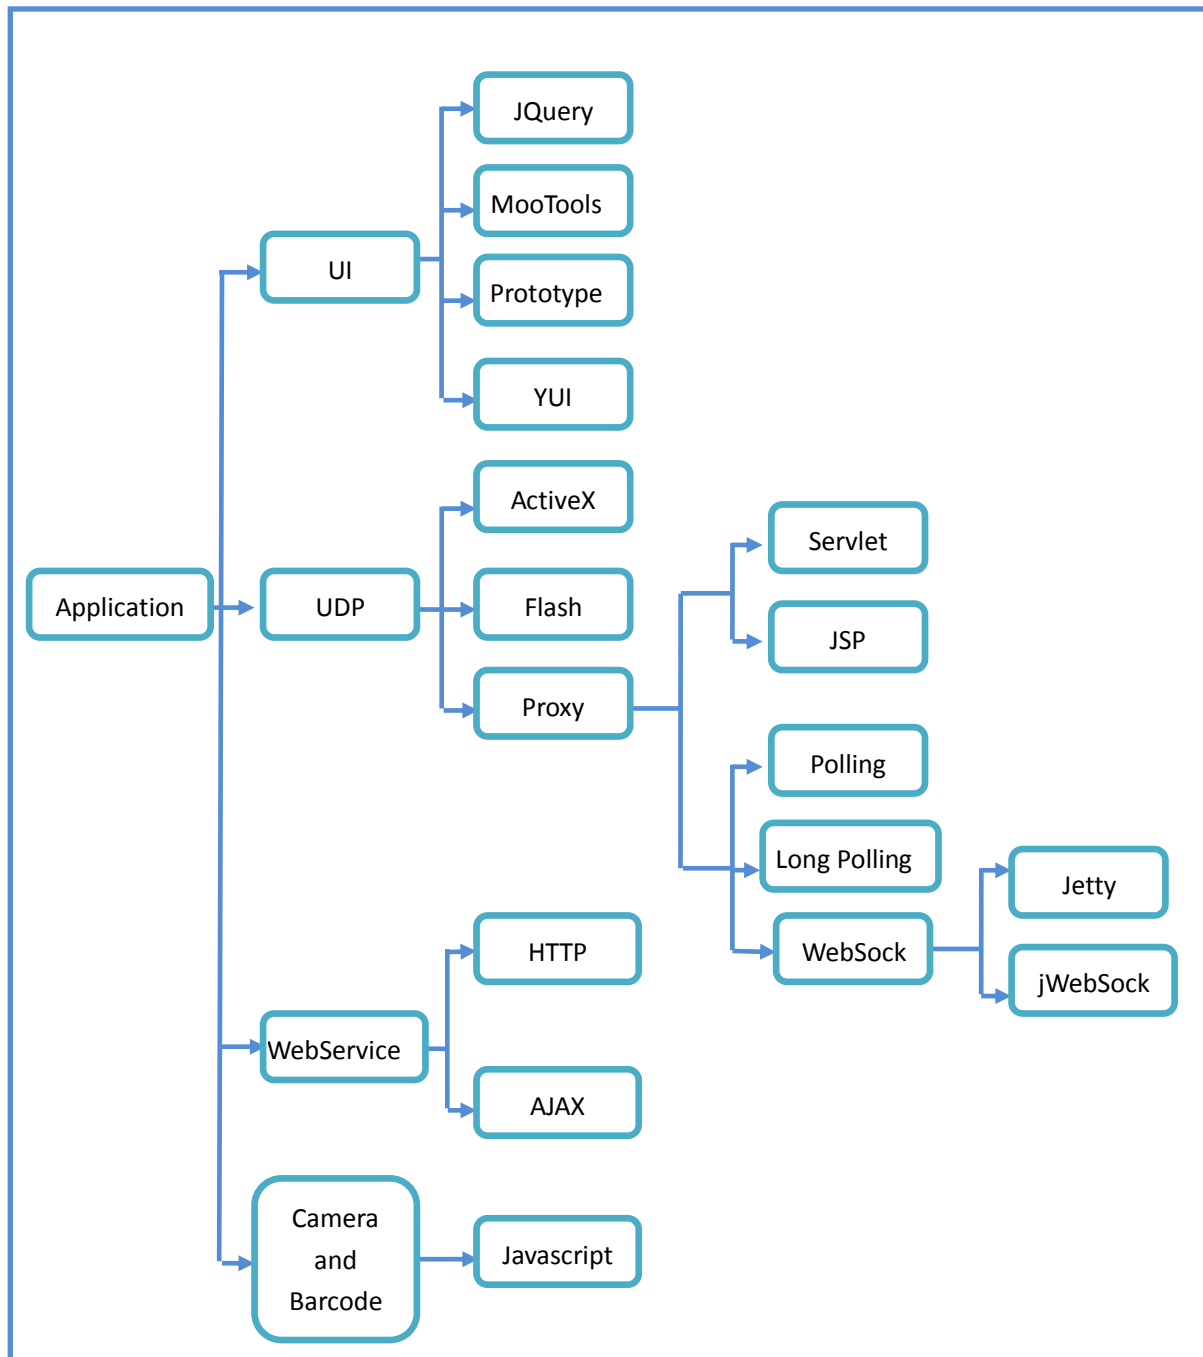 JQuery
MooTools
UI
Prototype
YUI
ActiveX
Servlet
Application
UDP
Flash
JSP
Proxy
Polling
Long Polling
Jetty
HTTP
WebSock
jWebSock
WebService
AJAX
Camera
and
Barcode
Javascript